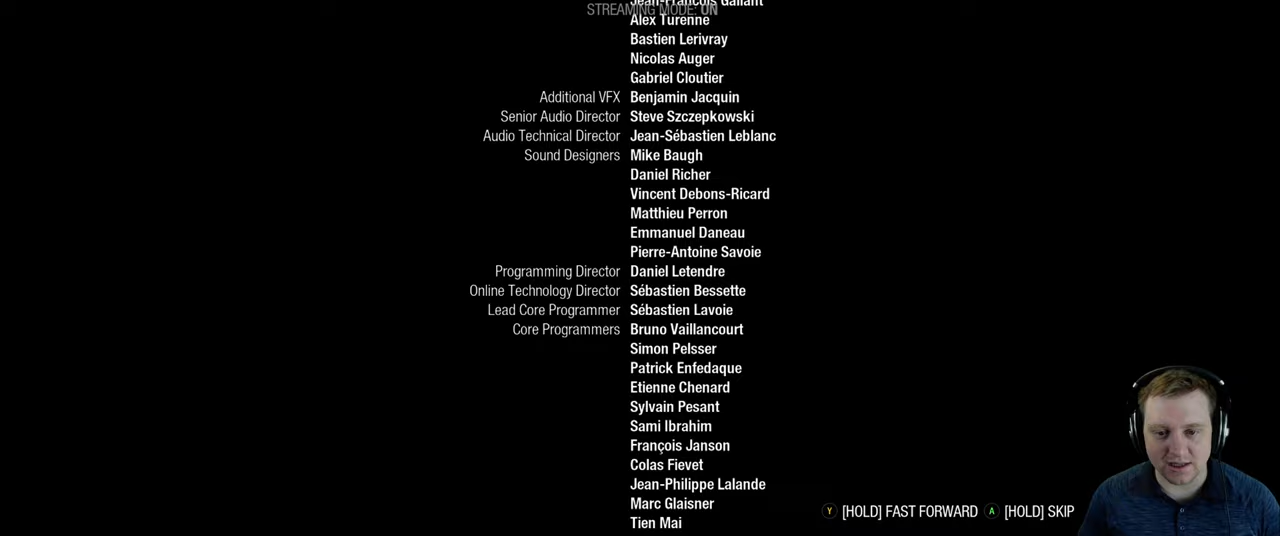 Jean-François Gallant
STREAMING MODE: ON
Alex Turenne
Bastien Lerivray
Nicolas Auger
Gabriel Cloutier
Additional VFX Benjamin Jacquin
Senior Audio Director Steve Szczepkowski
Audio Technical Director Jean-Sébastien Leblanc
Sound Designers Mike Baugh
Daniel Richer
Vincent Debons-Ricard
Matthieu Perron
Emmanuel Daneau
Pierre-Antoine Savoie
Programming Director Daniel Letendre
Online Technology Director Sébastien Bessette
Lead Core Programmer Sébastien Lavoie
Core Programmers Bruno Vaillancourt
Simon Pelsser
Patrick Enfedaque
Etienne Chenard
Sylvain Pesant
Sami Ibrahim
François Janson
Colas Fievet
Jean-Philippe Lalande
Marc Glaisner
Tien Mai
Y [HOLD] FAST FORWARD A [HOLD] SKIP